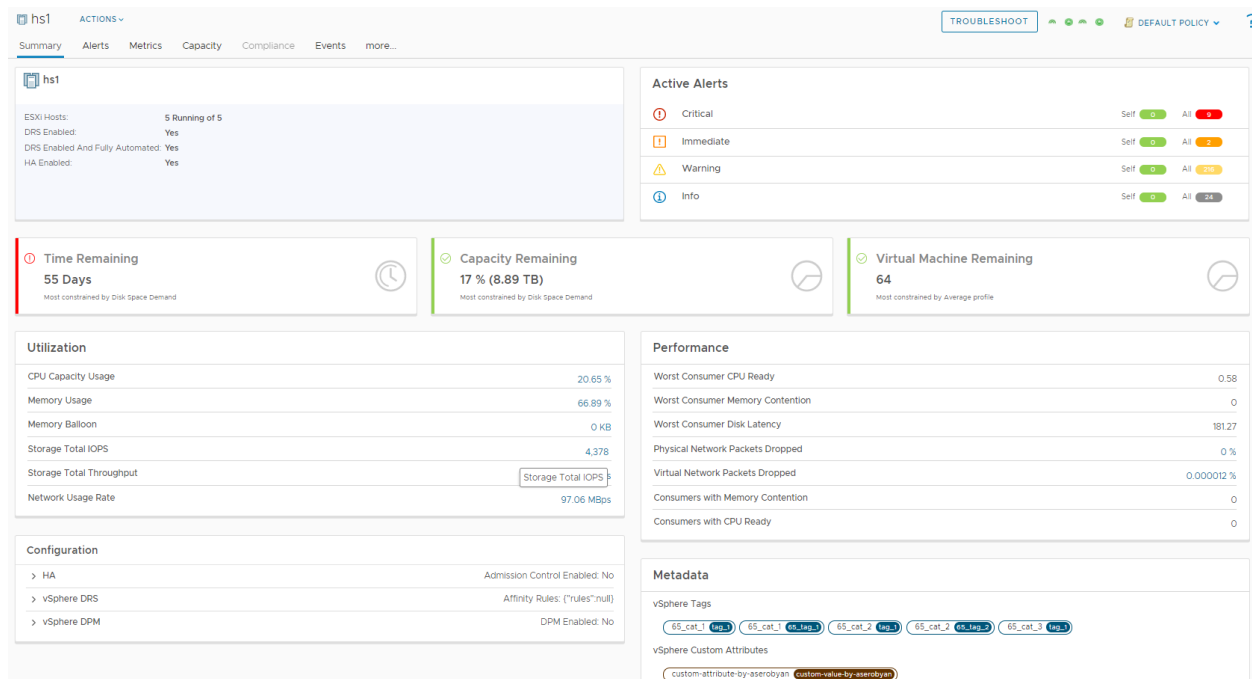 hs1 ACTIONS TROUBLESHOOT DEFAULT POLICY ?
Summary Alerts Metrics Capacity Compliance Events more...
hs1
ESXi Hosts: 5 Running of 5
DRS Enabled: Yes
DRS Enabled And Fully Automated: Yes
HA Enabled: Yes
Active Alerts
Critical Self 0 All 9
Immediate Self 0 All 2
Warning Self 0 All
Info Self 0 All 24
Time Remaining
55 Days
Most constrained by Disk Space Demand
Capacity Remaining
17 % (8.89 TB)
Most constrained by Disk Space Demand
Virtual Machine Remaining
64
Most constrained by Average profile
Utilization
CPU Capacity Usage 20.65 %
Memory Usage 66.89 %
Memory Balloon 0 KB
Storage Total IOPS 4,378
Storage Total Throughput s
Storage Total IOPS
Network Usage Rate 97.06 MBps
Performance
Worst Consumer CPU Ready 0.58
Worst Consumer Memory Contention 0
Worst Consumer Disk Latency 181.27
Physical Network Packets Dropped 0 %
Virtual Network Packets Dropped 0.000012 %
Consumers with Memory Contention 0
Consumers with CPU Ready 0
Configuration
HA Admission Control Enabled: No
vSphere DRS Affinity Rules: {"rules":null}
vSphere DPM DPM Enabled: No
Metadata
vSphere Tags
65_cat_1 tag_1 65_cat_1 65_tag_1 65_cat_2 tag_1 65_cat_2 65_tag_2 65_cat_3 tag_1
vSphere Custom Attributes
custom-attribute-by-aserobyan custom-value-by-aserobyan